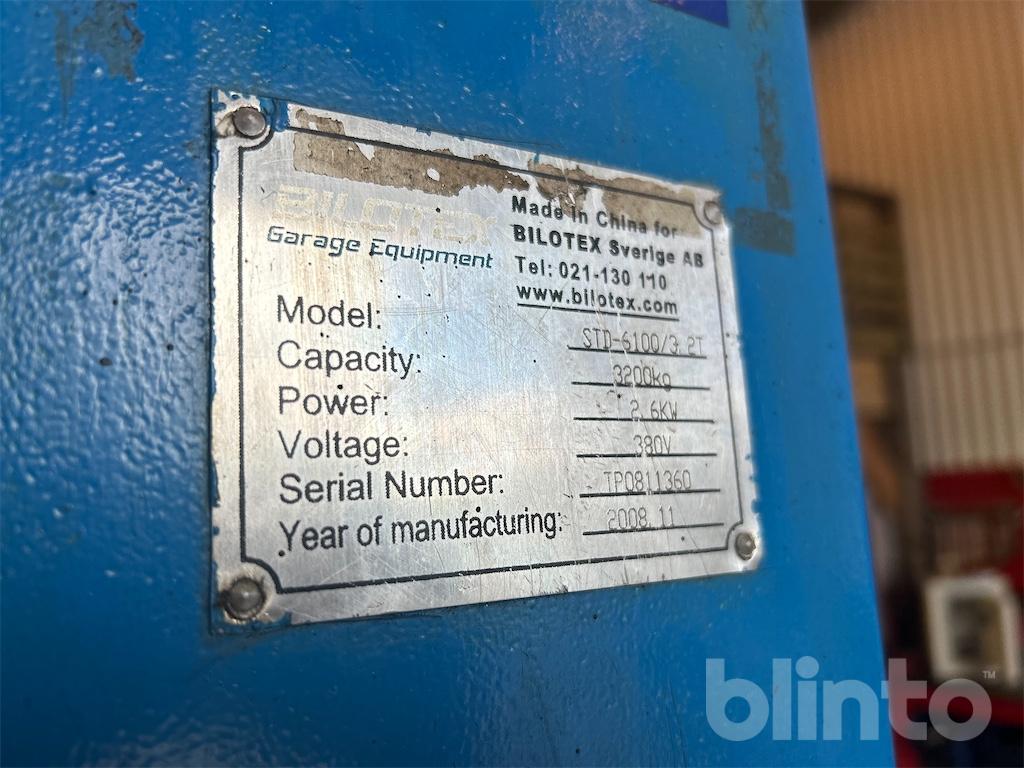 BILOTEX
Garage Equipment
Made in China for
BILOTEX Sverige AB
Tel: 021-130 110
www.bilotex.com
Model: STD-6100/3.2T
Capacity: 3200kg
Power: 2.6KW
Voltage: 380V
Serial Number: TP0811360
Year of manufacturing: 2008.11
blinto™